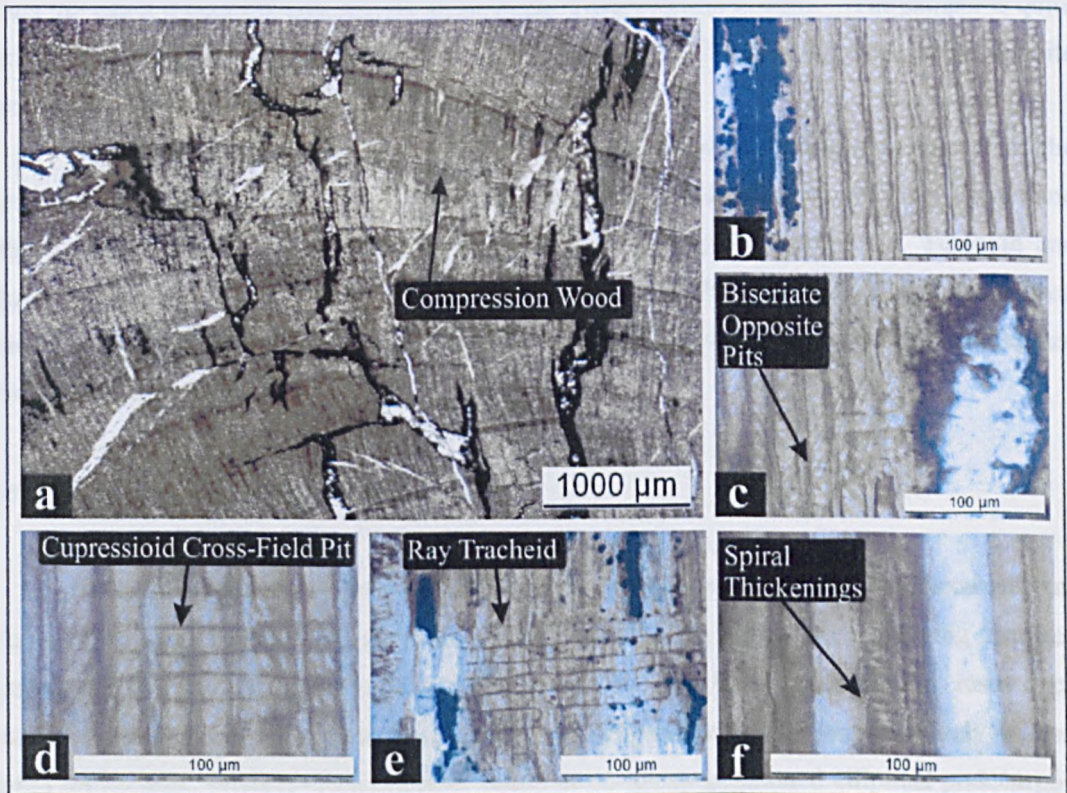 Compression Wood
1000 µm
a
100 µm
b
Biseriate
Opposite
Pits
100 µm
c
Cupressioid Cross-Field Pit
100 µm
d
Ray Tracheid
100 µm
e
Spiral
Thickenings
100 µm
f